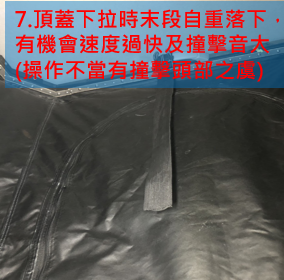 7.頂蓋下拉時末段自重落下，
有機會速度過快及撞擊音大
(操作不當有撞擊頭部之虞)